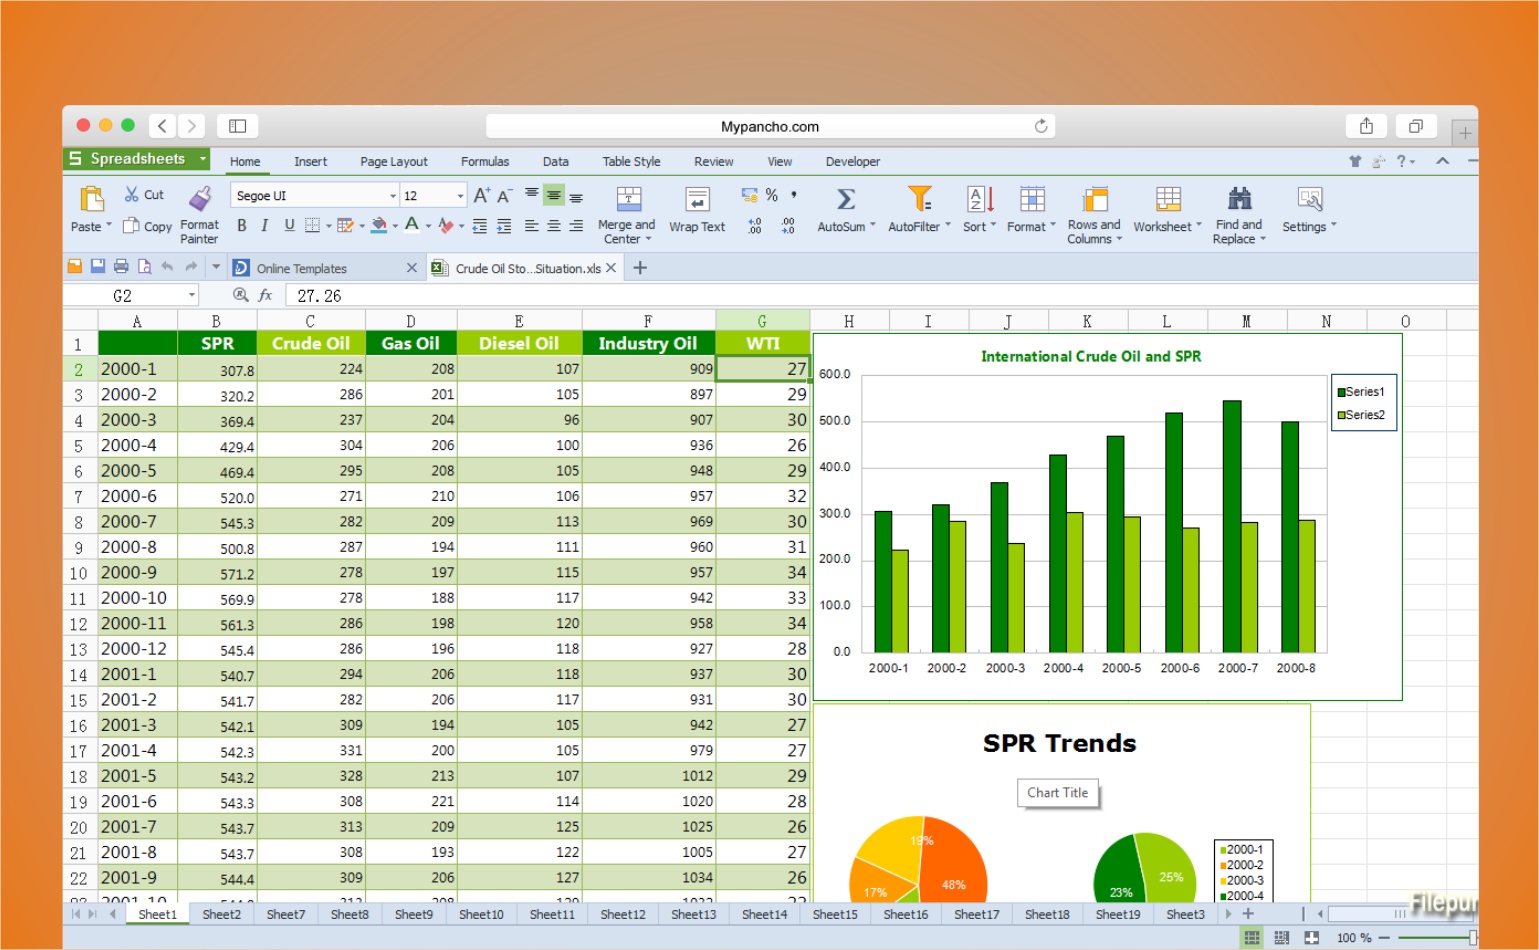 Mypancho.com
S Spreadsheets Home Insert Page Layout Formulas Data Table Style Review View Developer
Cut Segoe UI 12
Paste Copy Format Painter B I U Merge and Center Wrap Text AutoSum AutoFilter Sort Format Rows and Columns Worksheet Find and Replace Settings
Online Templates Crude Oil Sto...Situation.xls
G2 fx 27.26
A B C D E F G H I J K L M N O
1 SPR Crude Oil Gas Oil Diesel Oil Industry Oil WTI
2 2000-1 307.8 224 208 107 909 27
3 2000-2 320.2 286 201 105 897 29
4 2000-3 369.4 237 204 96 907 30
5 2000-4 429.4 304 206 100 936 26
6 2000-5 469.4 295 208 105 948 29
7 2000-6 520.0 271 210 106 957 32
8 2000-7 545.3 282 209 113 969 30
9 2000-8 500.8 287 194 111 960 31
10 2000-9 571.2 278 197 115 957 34
11 2000-10 569.9 278 188 117 942 33
12 2000-11 561.3 286 198 120 958 34
13 2000-12 545.4 286 196 118 927 28
14 2001-1 540.7 294 206 118 937 30
15 2001-2 541.7 282 206 117 931 30
16 2001-3 542.1 309 194 105 942 27
17 2001-4 542.3 331 200 105 979 27
18 2001-5 543.2 328 213 107 1012 29
19 2001-6 543.3 308 221 114 1020 28
20 2001-7 543.7 313 209 125 1025 26
21 2001-8 543.7 308 193 122 1005 27
22 2001-9 544.4 309 206 127 1034 26
International Crude Oil and SPR
600.0
500.0
400.0
300.0
200.0
100.0
0.0
2000-1 2000-2 2000-3 2000-4 2000-5 2000-6 2000-7 2000-8
Series1
Series2
SPR Trends
Chart Title
19%
48%
17%
23%
25%
2000-1
2000-2
2000-3
2000-4
Sheet1 Sheet2 Sheet7 Sheet8 Sheet9 Sheet10 Sheet11 Sheet12 Sheet13 Sheet14 Sheet15 Sheet16 Sheet17 Sheet18 Sheet19 Sheet3
Filepur
100 %